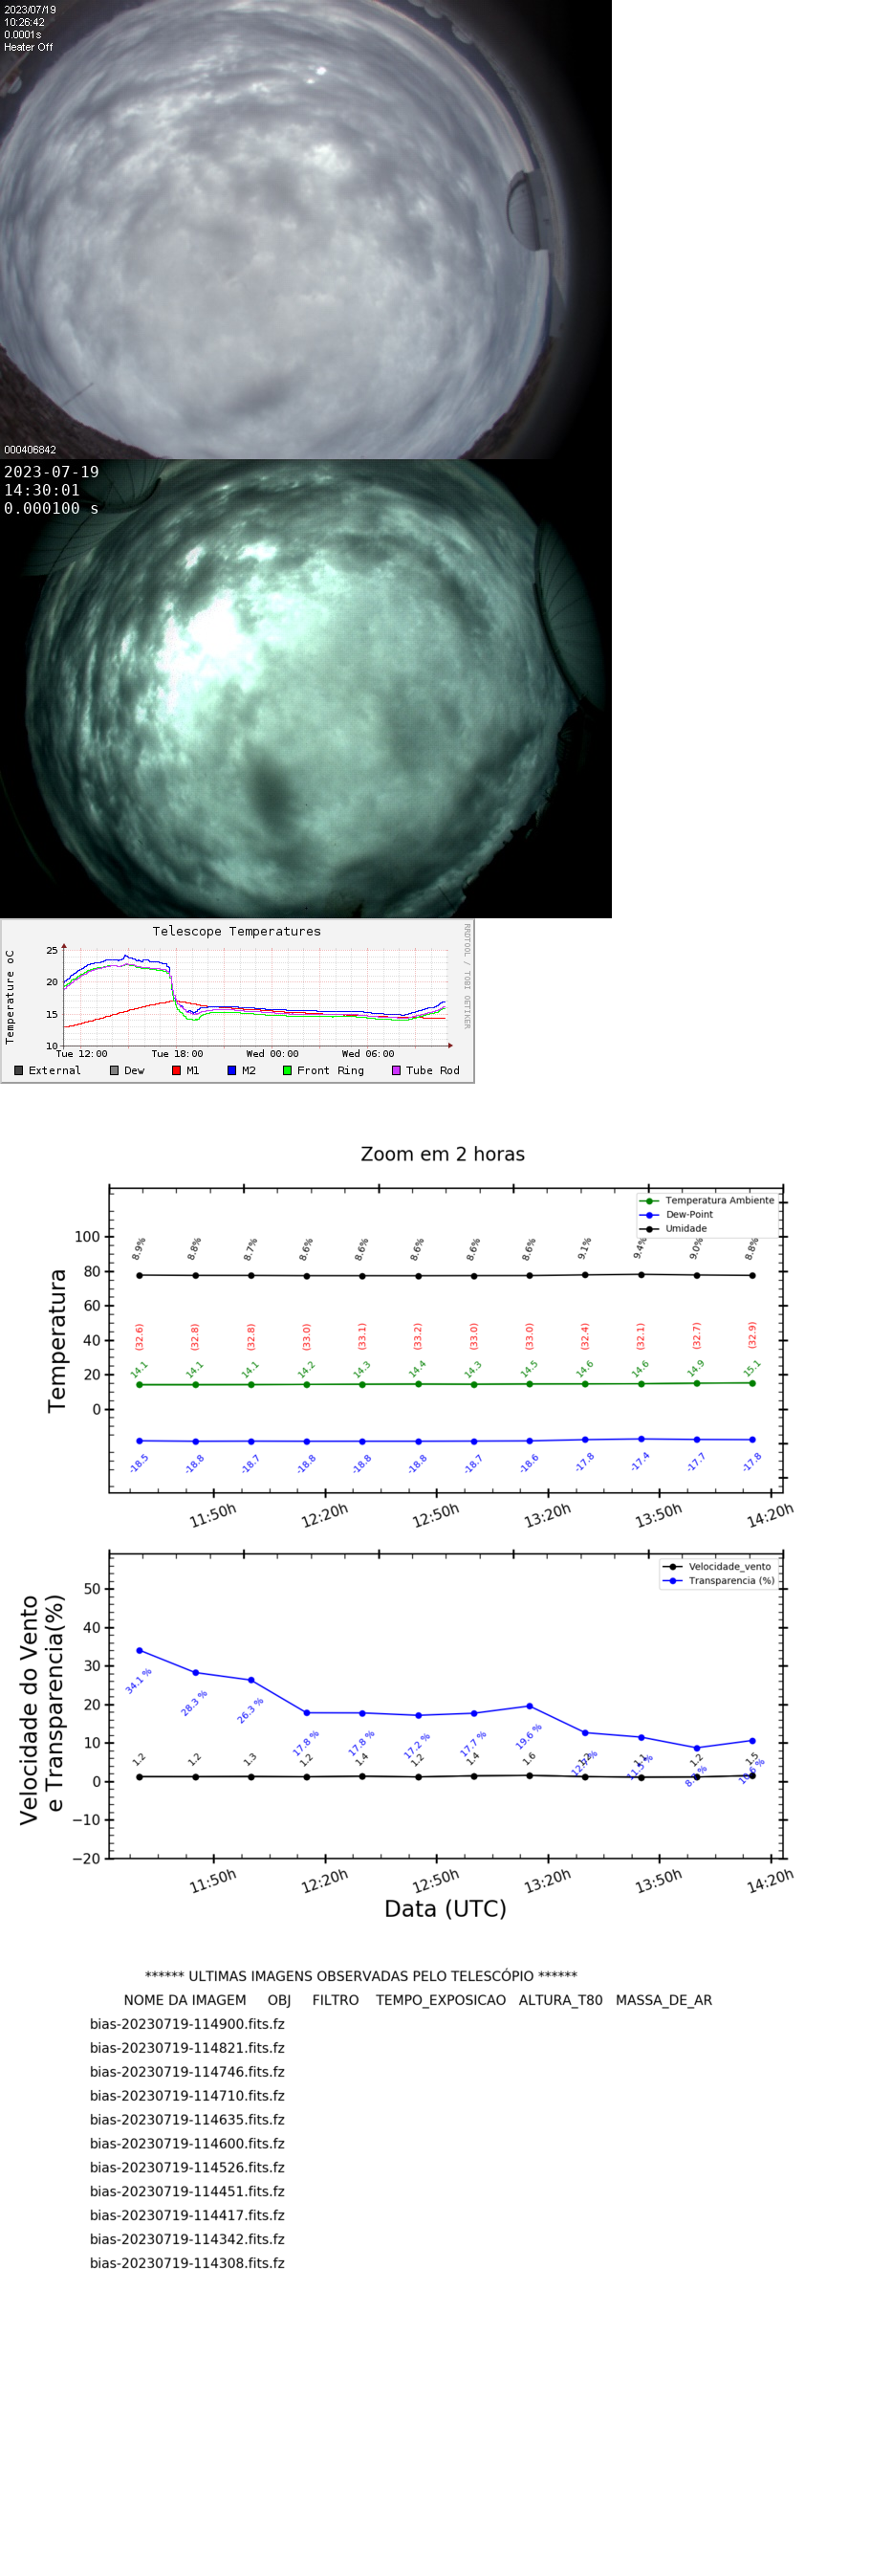 2023/07/19
10:26:42
0.0001s
Heater Off
000406842
2023-07-19
14:30:01
0.000100 s
Telescope Temperatures
RRDTOOL / TOBI OETIKER
Temperature oC
25
20
15
10
Tue 12:00 Tue 18:00 Wed 00:00 Wed 06:00
External Dew M1 M2 Front Ring Tube Rod
Zoom em 2 horas
Temperatura Ambiente
Dew-Point
Umidade
Temperatura
100
80
60
40
20
0
8.9% 8.8% 8.7% 8.6% 8.6% 8.6% 8.6% 8.6% 9.1% 9.4% 9.0% 8.8%
(32.6) (32.8) (32.8) (33.0) (33.1) (33.2) (33.0) (33.0) (32.4) (32.1) (32.7) (32.9)
14.1 14.1 14.1 14.2 14.3 14.4 14.3 14.5 14.6 14.6 14.9 15.1
-18.5 -18.8 -18.7 -18.8 -18.8 -18.8 -18.7 -18.6 -17.8 -17.4 -17.7 -17.8
11:50h 12:20h 12:50h 13:20h 13:50h 14:20h
Velocidade_vento
Transparencia (%)
Velocidade do Vento
e Transparencia(%)
50
40
30
20
10
0
−10
−20
34.1 % 28.3 % 26.3 % 17.8 % 17.8 % 17.2 % 17.7 % 19.6 %
1.2 1.2 1.3 1.2 1.4 1.2 1.4 1.6 1.2 1.5
11:50h 12:20h 12:50h 13:20h 13:50h 14:20h
Data (UTC)
****** ULTIMAS IMAGENS OBSERVADAS PELO TELESCÓPIO ******
NOME DA IMAGEM OBJ FILTRO TEMPO_EXPOSICAO ALTURA_T80 MASSA_DE_AR
bias-20230719-114900.fits.fz
bias-20230719-114821.fits.fz
bias-20230719-114746.fits.fz
bias-20230719-114710.fits.fz
bias-20230719-114635.fits.fz
bias-20230719-114600.fits.fz
bias-20230719-114526.fits.fz
bias-20230719-114451.fits.fz
bias-20230719-114417.fits.fz
bias-20230719-114342.fits.fz
bias-20230719-114308.fits.fz